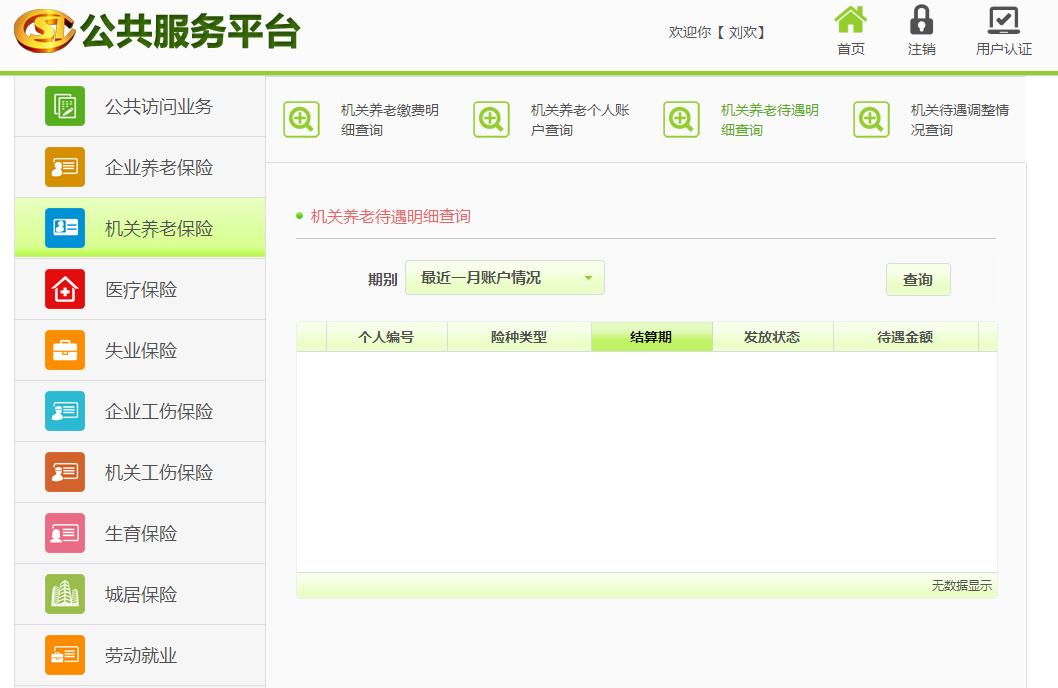 CSI 公共服务平台
欢迎你【 刘欢】
首页
注销
用户认证
公共访问业务
企业养老保险
机关养老保险
医疗保险
失业保险
企业工伤保险
机关工伤保险
生育保险
城居保险
劳动就业
机关养老缴费明
细查询
机关养老个人账
户查询
机关养老待遇明
细查询
机关待遇调整情
况查询
机关养老待遇明细查询
期别 最近一月账户情况 查询
个人编号 险种类型 结算期 发放状态 待遇金额
无数据显示